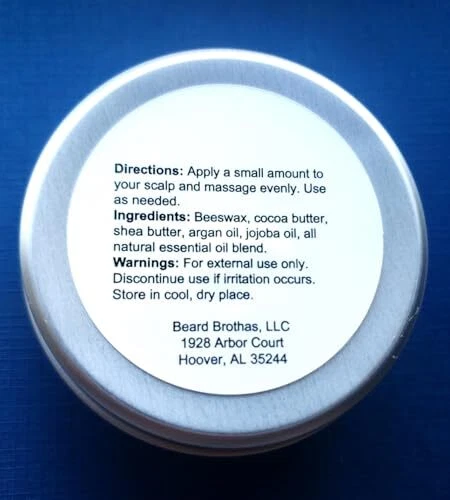 Directions: Apply a small amount to
your scalp and massage evenly. Use
as needed.
Ingredients: Beeswax, cocoa butter,
shea butter, argan oil, jojoba oil, all
natural essential oil blend.
Warnings: For external use only.
Discontinue use if irritation occurs.
Store in cool, dry place.
Beard Brothas, LLC
1928 Arbor Court
Hoover, AL 35244